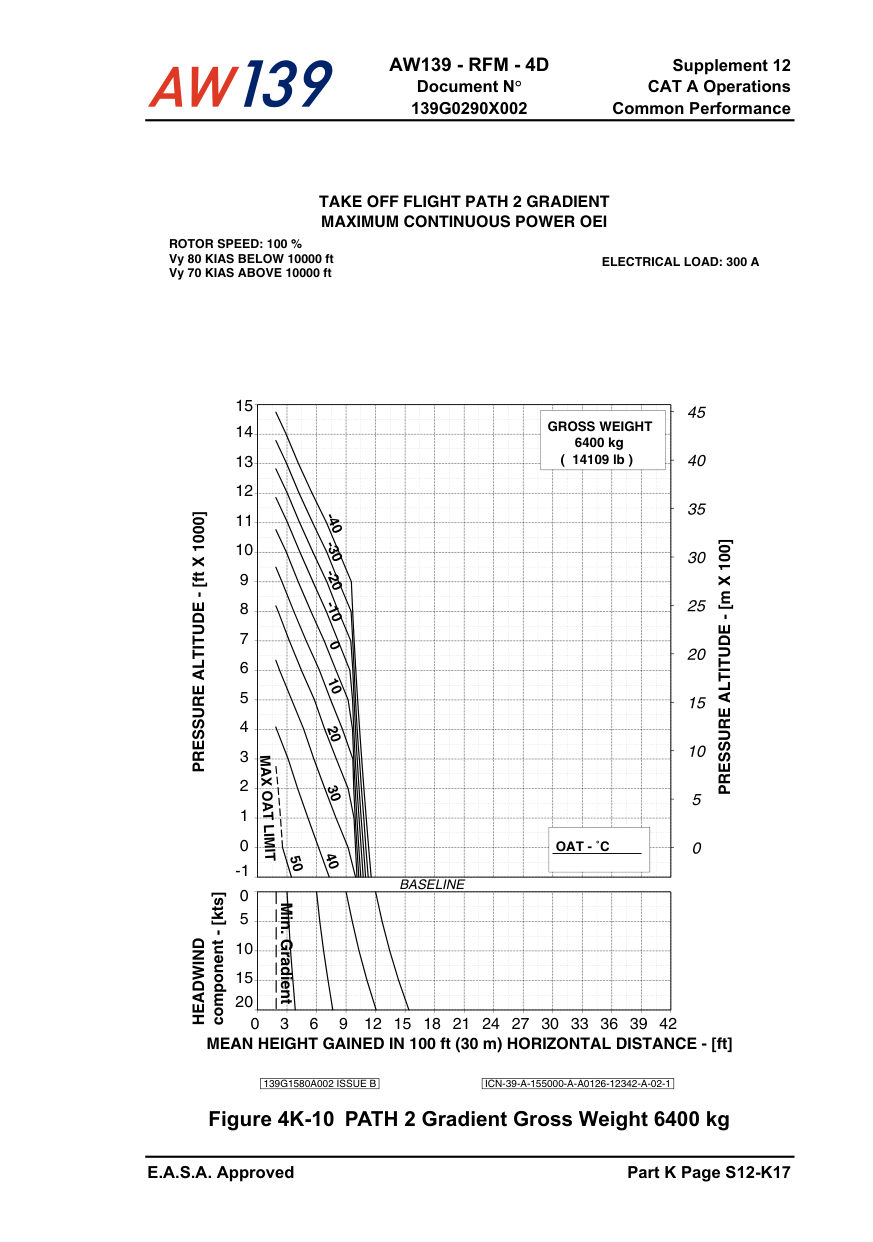 AW139
AW139 - RFM - 4D
Document N°
139G0290X002
Supplement 12
CAT A Operations
Common Performance
TAKE OFF FLIGHT PATH 2 GRADIENT
MAXIMUM CONTINUOUS POWER OEI
ROTOR SPEED: 100 %
Vy 80 KIAS BELOW 10000 ft
Vy 70 KIAS ABOVE 10000 ft
ELECTRICAL LOAD: 300 A
PRESSURE ALTITUDE - [ft X 1000]
15
14
13
12
11
10
9
8
7
6
5
4
3
2
1
0
-1
GROSS WEIGHT
6400 kg
( 14109 lb )
-40
-30
-20
-10
0
10
20
30
40
50
MAX OAT LIMIT
OAT - °C
45
40
35
30
25
20
15
10
5
0
PRESSURE ALTITUDE - [m X 100]
BASELINE
HEADWIND
component - [kts]
0
5
10
15
20
Min. Gradient
0 3 6 9 12 15 18 21 24 27 30 33 36 39 42
MEAN HEIGHT GAINED IN 100 ft (30 m) HORIZONTAL DISTANCE - [ft]
139G1580A002 ISSUE B
ICN-39-A-155000-A-A0126-12342-A-02-1
Figure 4K-10 PATH 2 Gradient Gross Weight 6400 kg
E.A.S.A. Approved
Part K Page S12-K17